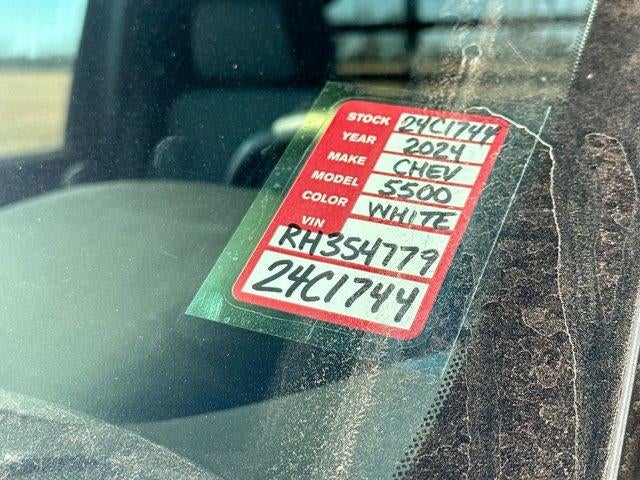 STOCK 24C1744
YEAR 2024
MAKE CHEV
MODEL 5500
COLOR WHITE
VIN
RH354779
24C1744